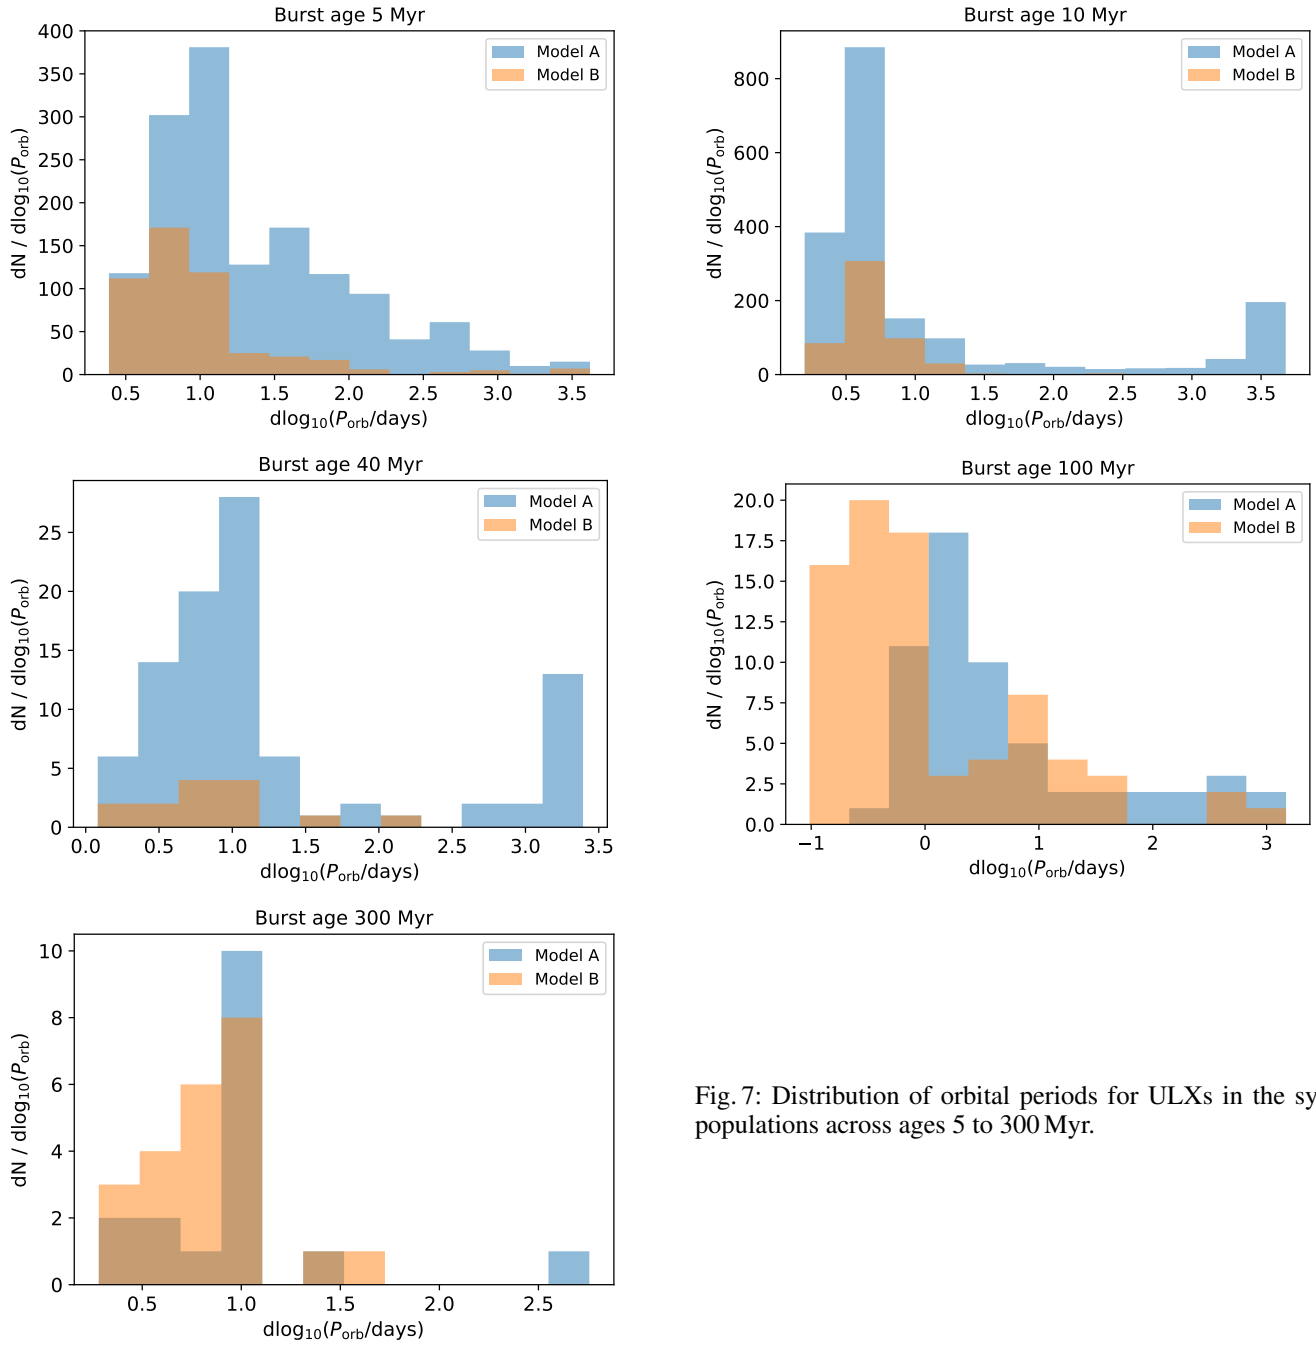 Burst age 5 Myr
400
350
300
250
200
150
100
50
0
dN / dlog10(Porb)
Model A
Model B
0.5 1.0 1.5 2.0 2.5 3.0 3.5
dlog10(Porb/days)
Burst age 10 Myr
800
600
400
200
0
dN / dlog10(Porb)
Model A
Model B
0.5 1.0 1.5 2.0 2.5 3.0 3.5
dlog10(Porb/days)
Burst age 40 Myr
25
20
15
10
5
0
dN / dlog10(Porb)
Model A
Model B
0.0 0.5 1.0 1.5 2.0 2.5 3.0 3.5
dlog10(Porb/days)
Burst age 100 Myr
20.0
17.5
15.0
12.5
10.0
7.5
5.0
2.5
0.0
dN / dlog10(Porb)
Model A
Model B
−1 0 1 2 3
dlog10(Porb/days)
Burst age 300 Myr
10
8
6
4
2
0
dN / dlog10(Porb)
Model A
Model B
0.5 1.0 1.5 2.0 2.5
dlog10(Porb/days)
Fig. 7: Distribution of orbital periods for ULXs in the sy
populations across ages 5 to 300 Myr.